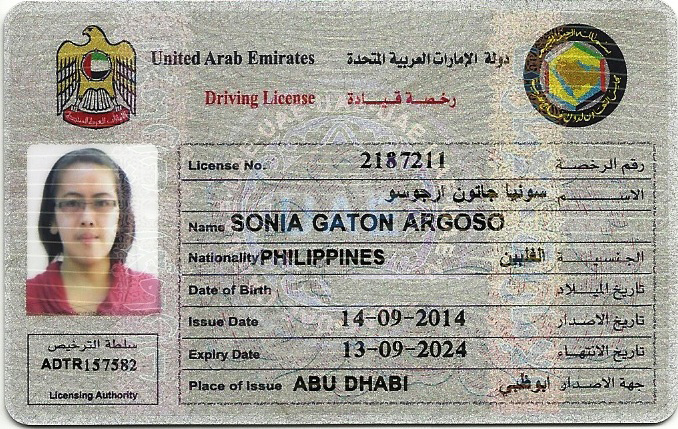 United Arab Emirates دولة الإمارات العربية المتحدة
Driving License رخصة قيادة
License No. 2187211 رقم الرخصة
سونيا جاتون ارجوسو الاسم
Name SONIA GATON ARGOSO
Nationality PHILIPPINES الفلبين الجنسية
Date of Birth تاريخ الميلاد
Issue Date 14-09-2014 تاريخ الاصدار
Expiry Date 13-09-2024 تاريخ الانتهاء
Place of Issue ABU DHABI ابوظبي جهة الاصدار
سلطة الترخيص
ADTR157582
Licensing Authority